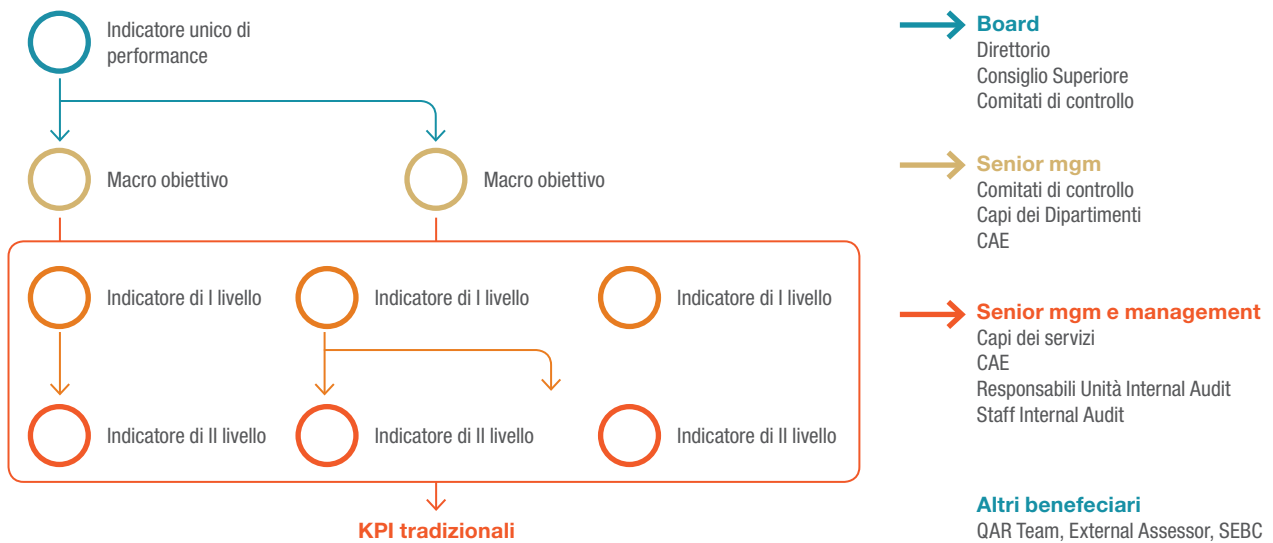 Indicatore unico di
performance
Macro obiettivo
Macro obiettivo
Indicatore di I livello
Indicatore di I livello
Indicatore di I livello
Indicatore di II livello
Indicatore di II livello
Indicatore di II livello
KPI tradizionali
Board
Direttorio
Consiglio Superiore
Comitati di controllo
Senior mgm
Comitati di controllo
Capi dei Dipartimenti
CAE
Senior mgm e management
Capi dei servizi
CAE
Responsabili Unità Internal Audit
Staff Internal Audit
Altri benefeciari
QAR Team, External Assessor, SEBC